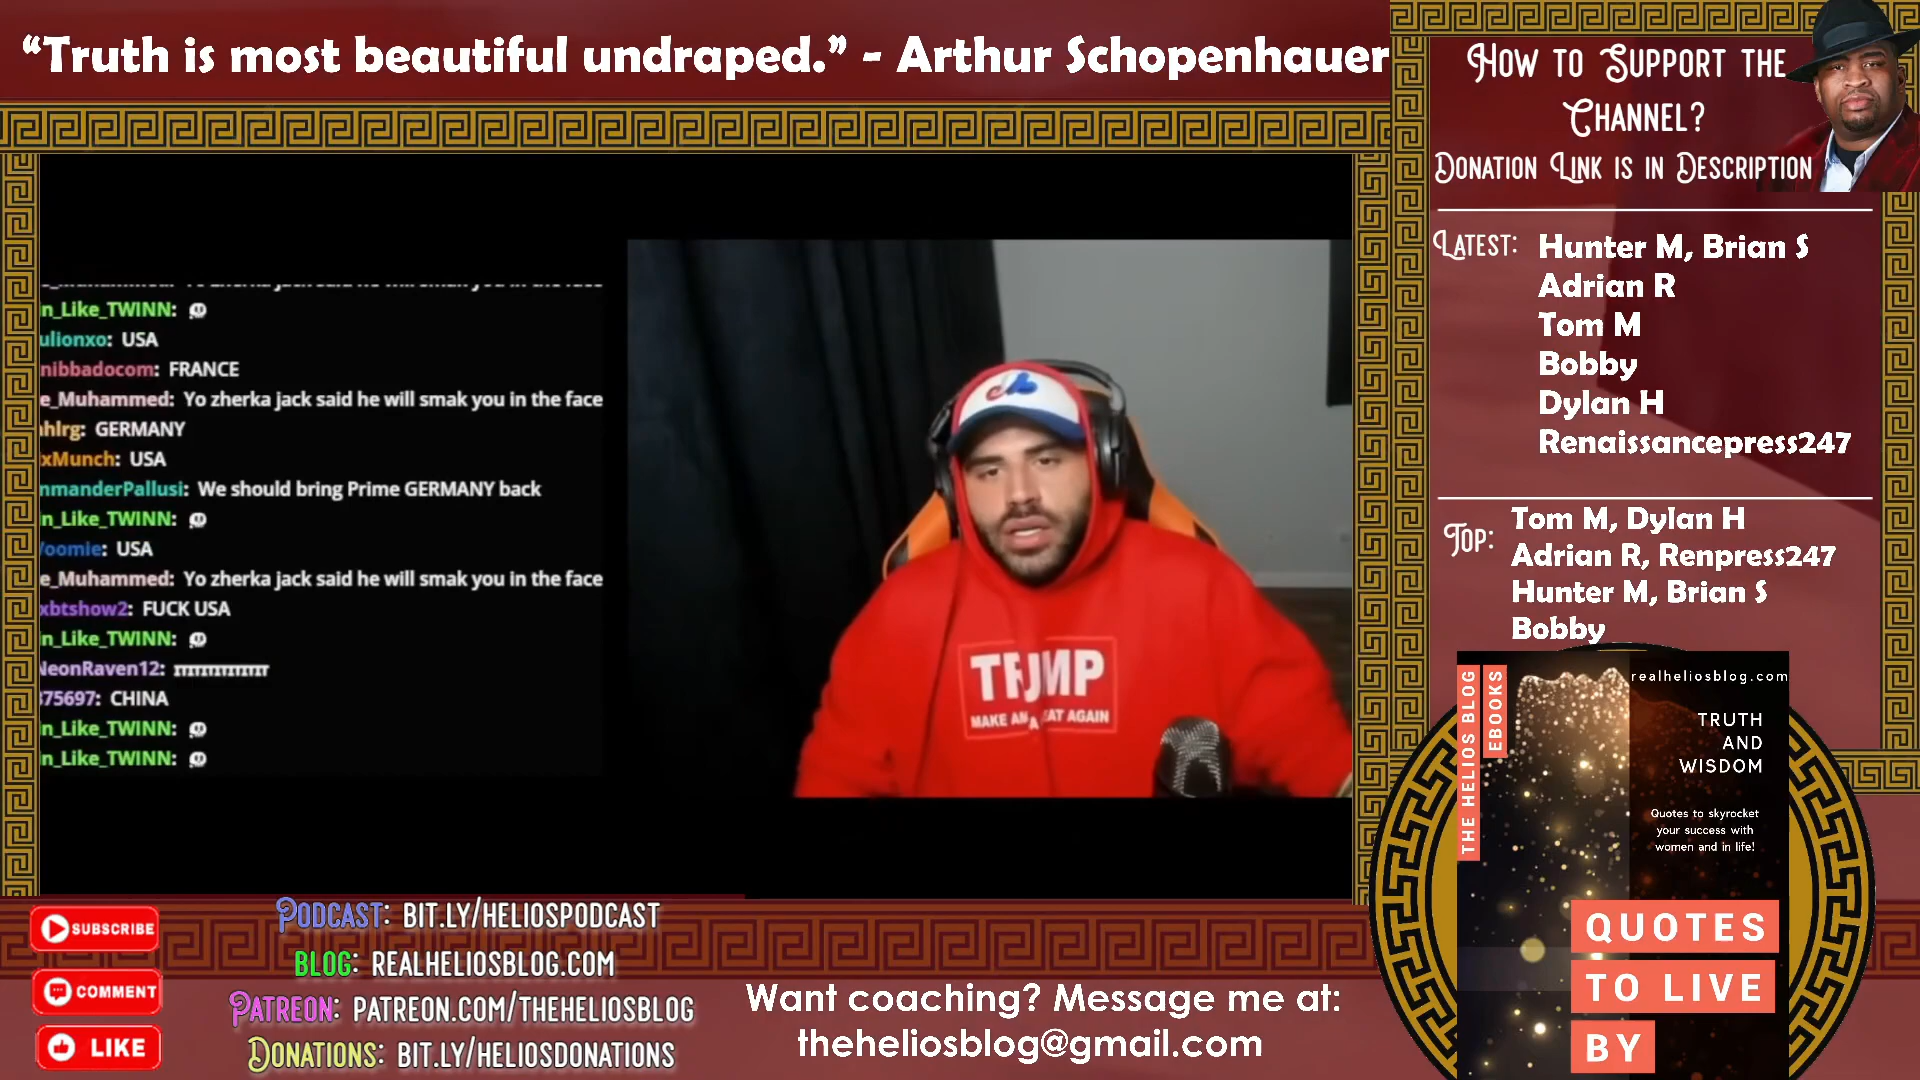 “Truth is most beautiful undraped.” - Arthur Schopenhauer
How to Support the
Channel?
Donation Link is in Description
Latest: Hunter M, Brian S
Adrian R
Tom M
Bobby
Dylan H
Renaissancepress247
Top: Tom M, Dylan H
Adrian R, Renpress247
Hunter M, Brian S
Bobby
n_Like_TWINN:
ulionxo: USA
nibbadocom: FRANCE
e_Muhammed: Yo zherka jack said he will smak you in the face
hlrg: GERMANY
xMunch: USA
nmanderPallusi: We should bring Prime GERMANY back
n_Like_TWINN:
oomie: USA
e_Muhammed: Yo zherka jack said he will smak you in the face
xbtshow2: FUCK USA
n_Like_TWINN:
NeonRaven12:
875697: CHINA
n_Like_TWINN:
n_Like_TWINN:
TRUMP
MAKE GREAT AGAIN
THE HELIOS BLOG
EBOOKS
realheliosblog.com
TRUTH
AND
WISDOM
Quotes to skyrocket
your success with
women and in life!
QUOTES
TO LIVE
BY
SUBSCRIBE
COMMENT
LIKE
Podcast: bit.ly/heliospodcast
Blog: realheliosblog.com
Patreon: patreon.com/theheliosblog
Donations: bit.ly/heliosdonations
Want coaching? Message me at:
theheliosblog@gmail.com